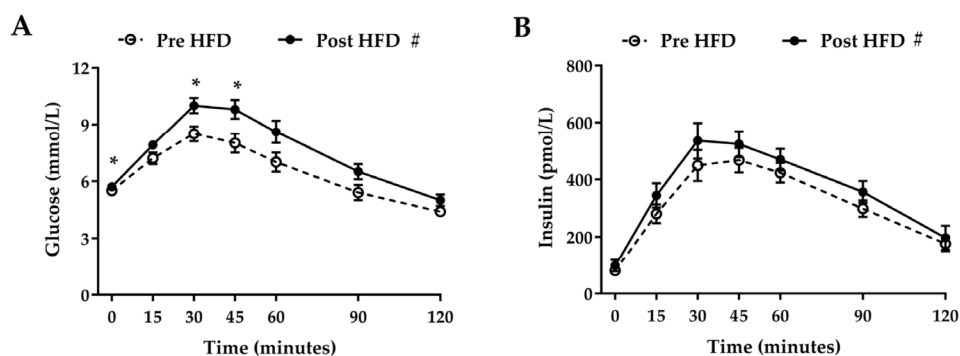 A
Pre HFD Post HFD #
Glucose (mmol/L)
12
9
6
3
0
* * *
0 15 30 45 60 90 120
Time (minutes)
B
Pre HFD Post HFD #
Insulin (pmol/L)
800
600
400
200
0
0 15 30 45 60 90 120
Time (minutes)